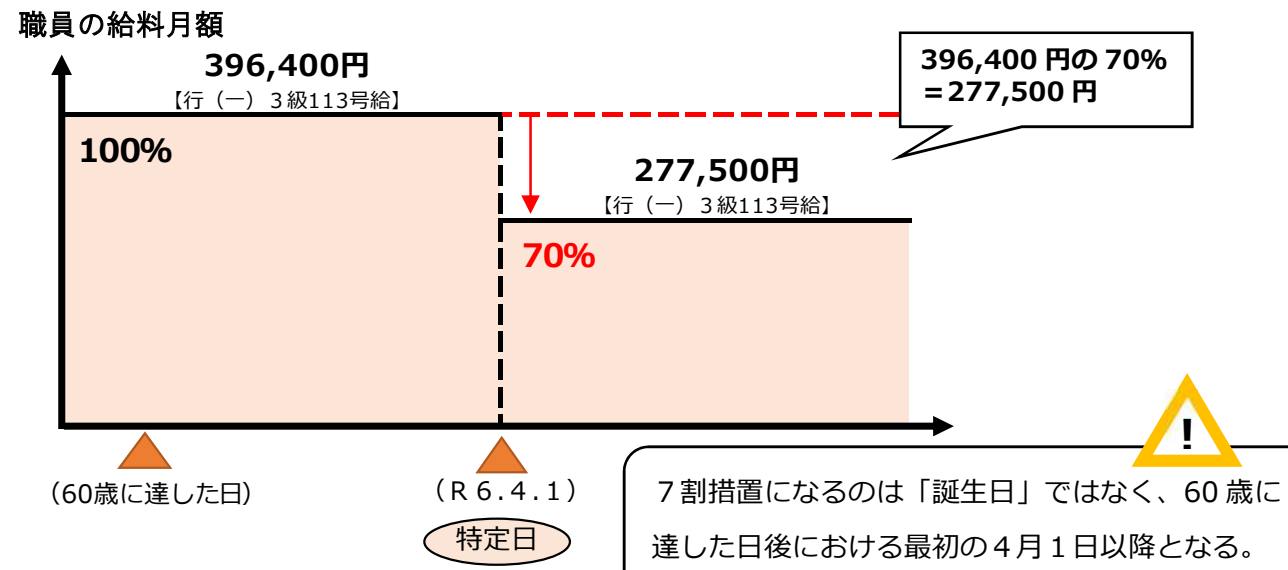 職員の給料月額
396,400円
【行（一）３級113号給】
396,400 円の 70%
＝277,500 円
100%
277,500円
【行（一）３級113号給】
70%
（60歳に達した日）
（Ｒ６.４.１）
特定日
!
７割措置になるのは「誕生日」ではなく、60 歳に
達した日後における最初の４月１日以降となる。